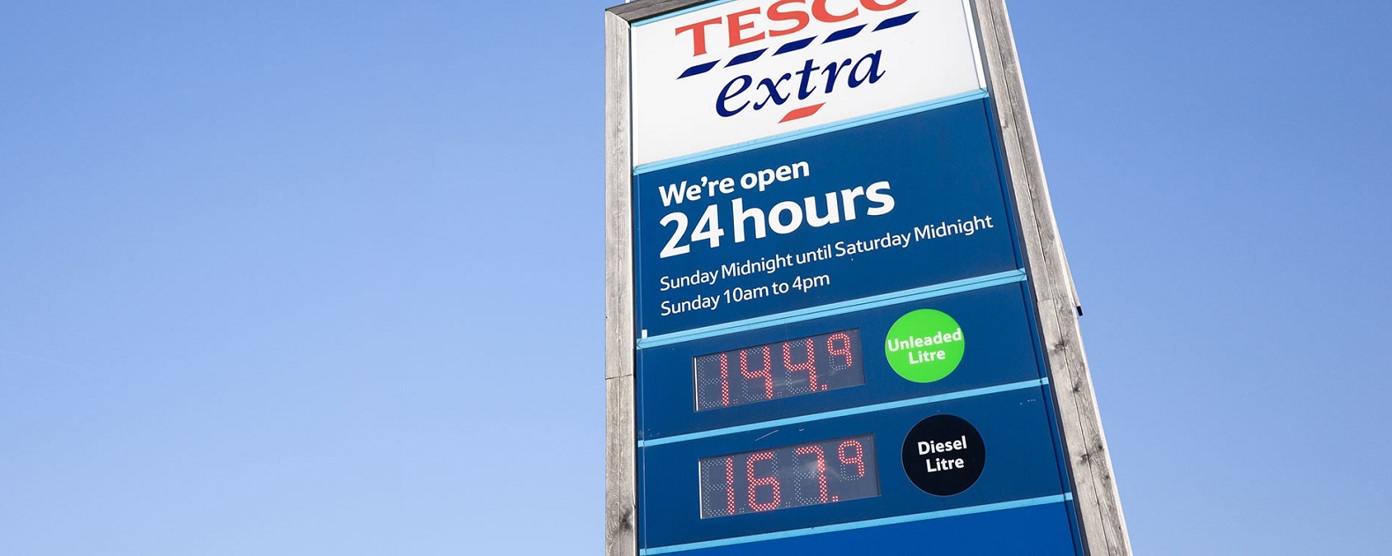 TESCO
extra
We're open
24 hours
Sunday Midnight until Saturday Midnight
Sunday 10am to 4pm
144.9
Unleaded
Litre
167.9
Diesel
Litre